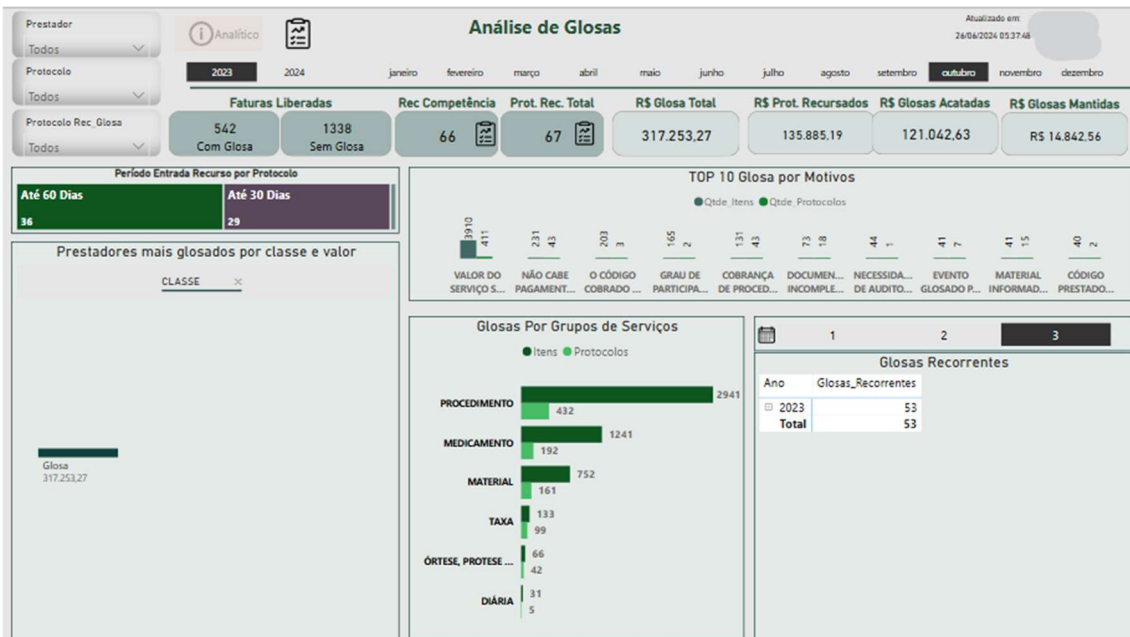 Prestador
Todos
Protocolo
Todos
Protocolo Rec_Glosa
Todos
Analítico
Análise de Glosas
Atualizado em:
26/06/2024 05:37:48
2023 2024
janeiro fevereiro março abril maio junho julho agosto setembro outubro novembro dezembro
Faturas Liberadas
542
Com Glosa
1338
Sem Glosa
Rec Competência
66
Prot. Rec. Total
67
R$ Glosa Total
317.253,27
R$ Prot. Recursados
135.885,19
R$ Glosas Acatadas
121.042,63
R$ Glosas Mantidas
R$ 14.842,56
Período Entrada Recurso por Protocolo
Até 60 Dias
36
Até 30 Dias
29
Prestadores mais glosados por classe e valor
CLASSE
Glosa
317.253,27
TOP 10 Glosa por Motivos
Qtde_Itens Qtde_Protocolos
3910 411 231 43 203 3 165 2 131 43 73 18 44 1 41 7 41 15 40 2
VALOR DO NÃO CABE O CÓDIGO GRAU DE COBRANÇA DOCUMEN... NECESSIDA... EVENTO MATERIAL CÓDIGO
SERVIÇO S... PAGAMENT... COBRADO ... PARTICIPA... DE PROCED... INCOMPLE... DE AUDITO... GLOSADO P... INFORMAD... PRESTADO...
Glosas Por Grupos de Serviços
Itens Protocolos
PROCEDIMENTO 2941
432
MEDICAMENTO 1241
192
MATERIAL 752
161
TAXA 133
99
ÓRTESE, PROTESE ... 66
42
DIÁRIA 31
5
1 2 3
Glosas Recorrentes
Ano Glosas_Recorrentes
2023 53
Total 53